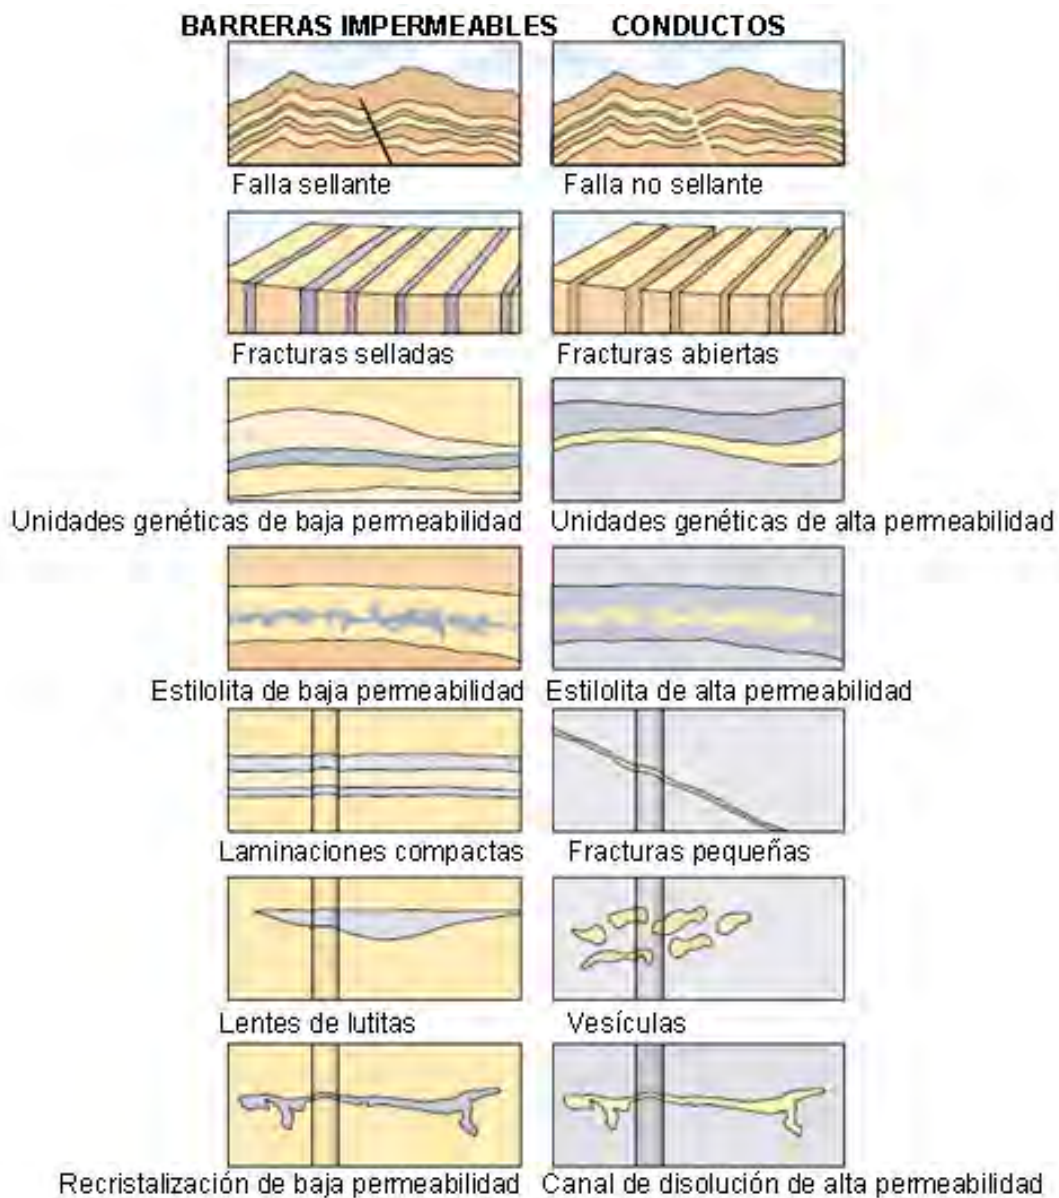 BARRERAS IMPERMEABLES CONDUCTOS
Falla sellante Falla no sellante
Fracturas selladas Fracturas abiertas
Unidades genéticas de baja permeabilidad Unidades genéticas de alta permeabilidad
Estilolita de baja permeabilidad Estilolita de alta permeabilidad
Laminaciones compactas Fracturas pequeñas
Lentes de lutitas Vesículas
Recristalización de baja permeabilidad Canal de disolución de alta permeabilidad